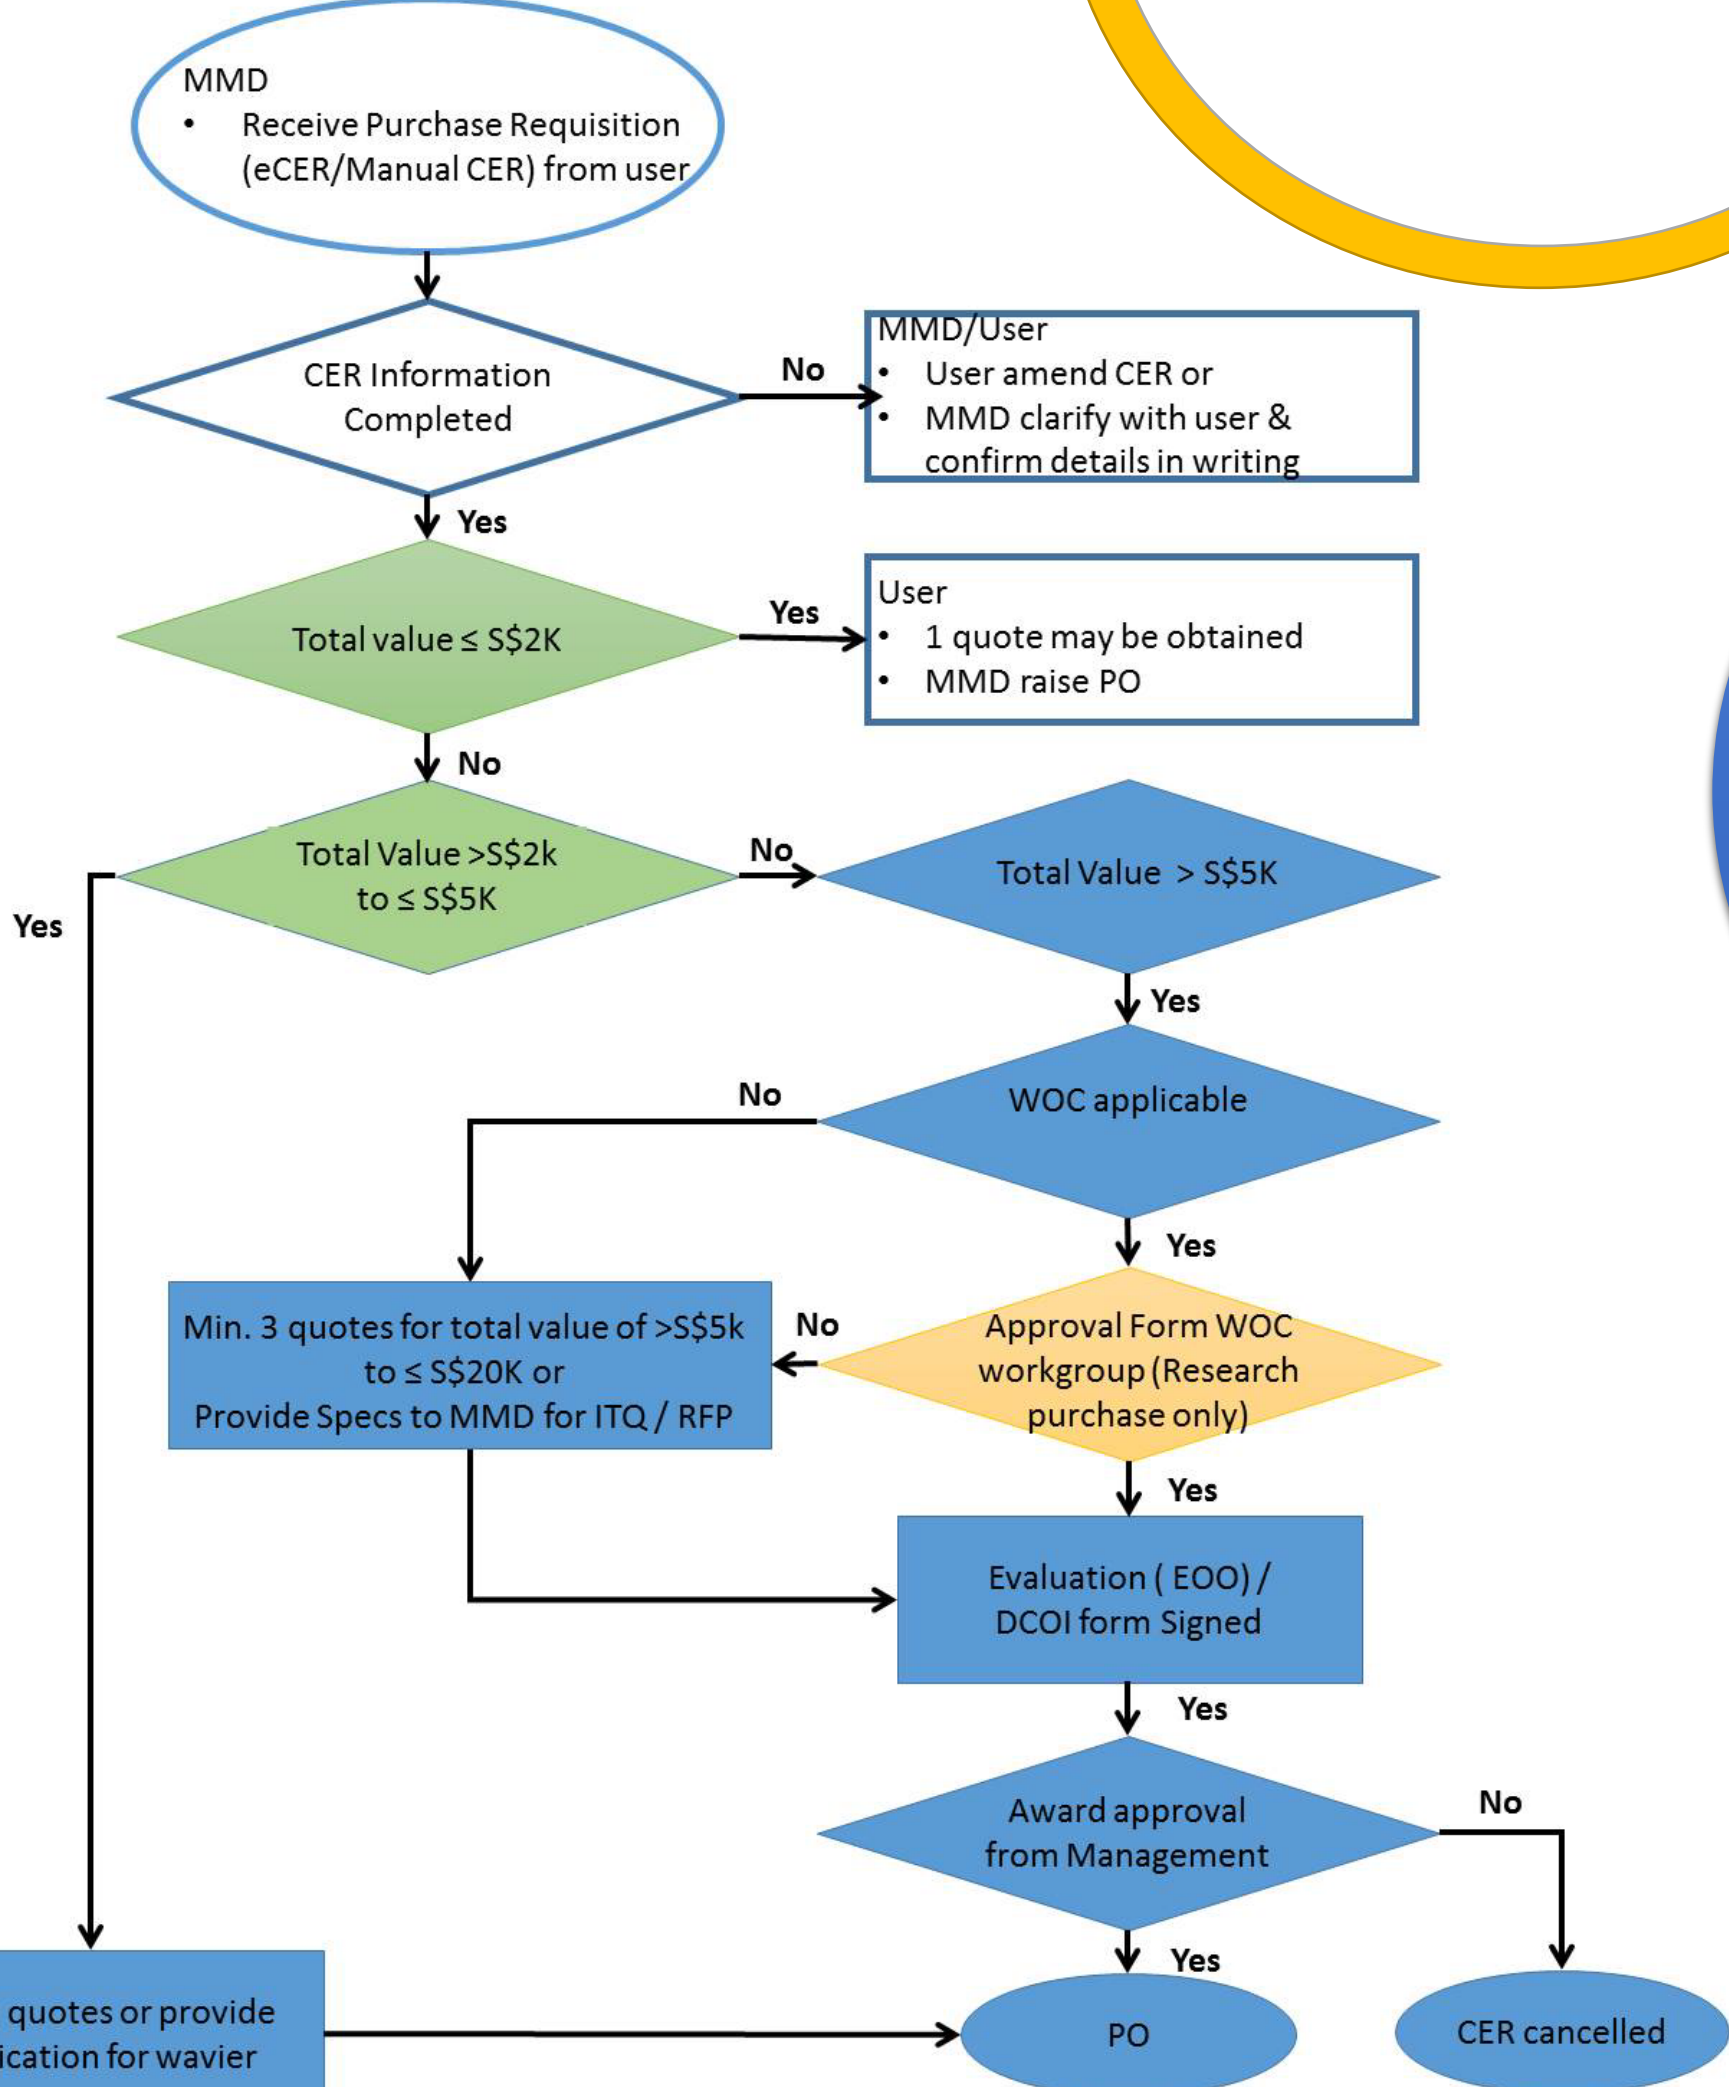 MMD
• Receive Purchase Requisition
(eCER/Manual CER) from user
CER Information
Completed
No
MMD/User
• User amend CER or
• MMD clarify with user &
confirm details in writing
Yes
Total value ≤ S$2K
Yes
User
• 1 quote may be obtained
• MMD raise PO
No
Total Value >S$2k
to ≤ S$5K
No
Total Value > S$5K
Yes
Yes
WOC applicable
No
Yes
Min. 3 quotes for total value of >S$5k
to ≤ S$20K or
Provide Specs to MMD for ITQ / RFP
No
Approval Form WOC
workgroup (Research
purchase only)
Yes
Evaluation ( EOO) /
DCOI form Signed
Yes
Award approval
from Management
No
Yes
quotes or provide
ication for wavier
PO
CER cancelled